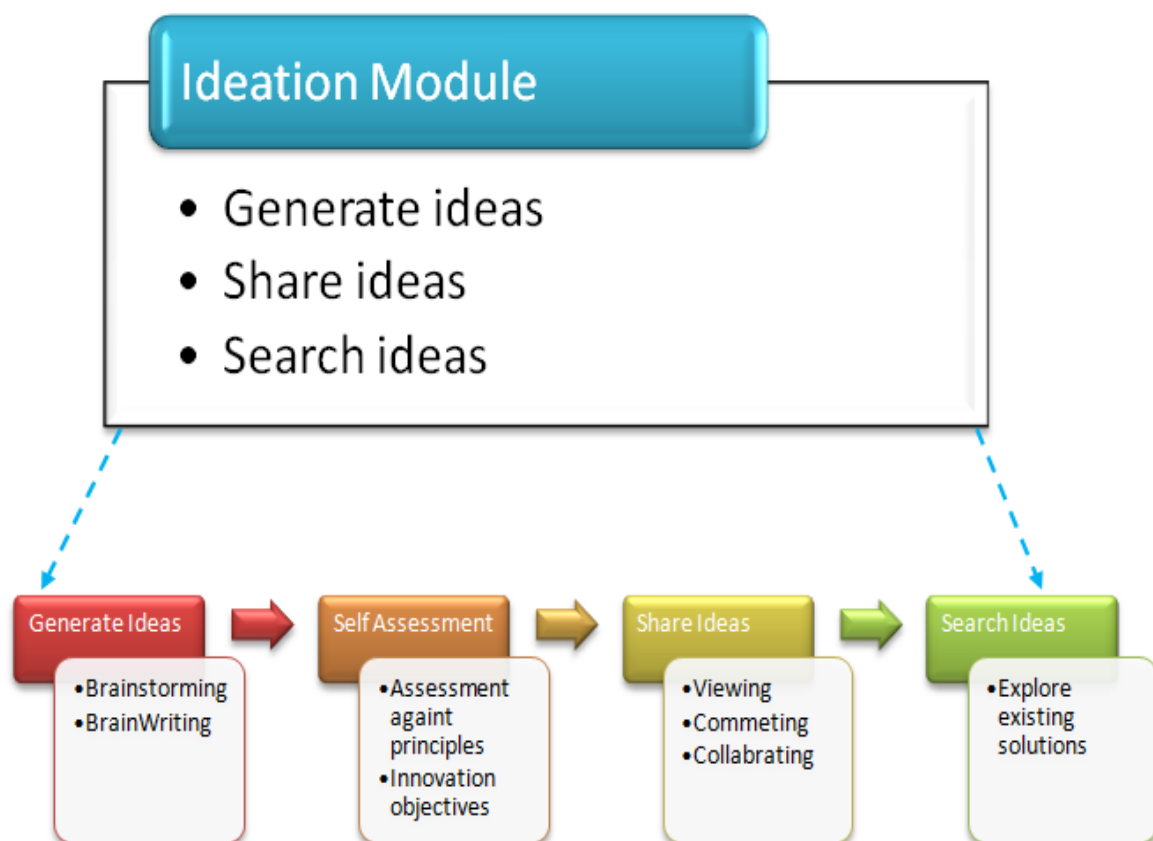 Ideation Module
• Generate ideas
• Share ideas
• Search ideas
Generate Ideas
•Brainstorming
•BrainWriting
Self Assessment
•Assessment
againt
principles
•Innovation
objectives
Share Ideas
•Viewing
•Commeting
•Collabrating
Search Ideas
•Explore
existing
solutions